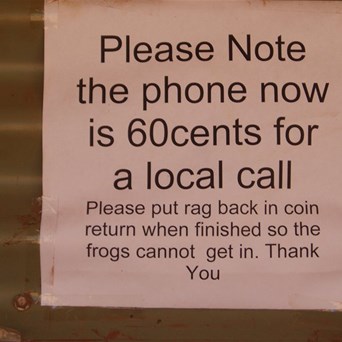 Please Note
the phone now
is 60cents for
a local call
Please put rag back in coin
return when finished so the
frogs cannot get in. Thank
You